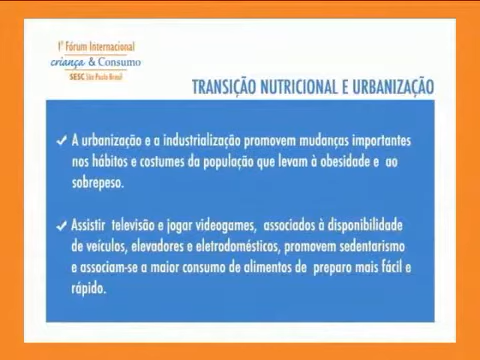 1º Fórum Internacional
criança & Consumo
SESC São Paulo Brasil
TRANSIÇÃO NUTRICIONAL E URBANIZAÇÃO
A urbanização e a industrialização promovem mudanças importantes
nos hábitos e costumes da população que levam à obesidade e ao
sobrepeso.
Assistir televisão e jogar videogames, associados à disponibilidade
de veículos, elevadores e eletrodomésticos, promovem sedentarismo
e associam-se a maior consumo de alimentos de preparo mais fácil e
rápido.